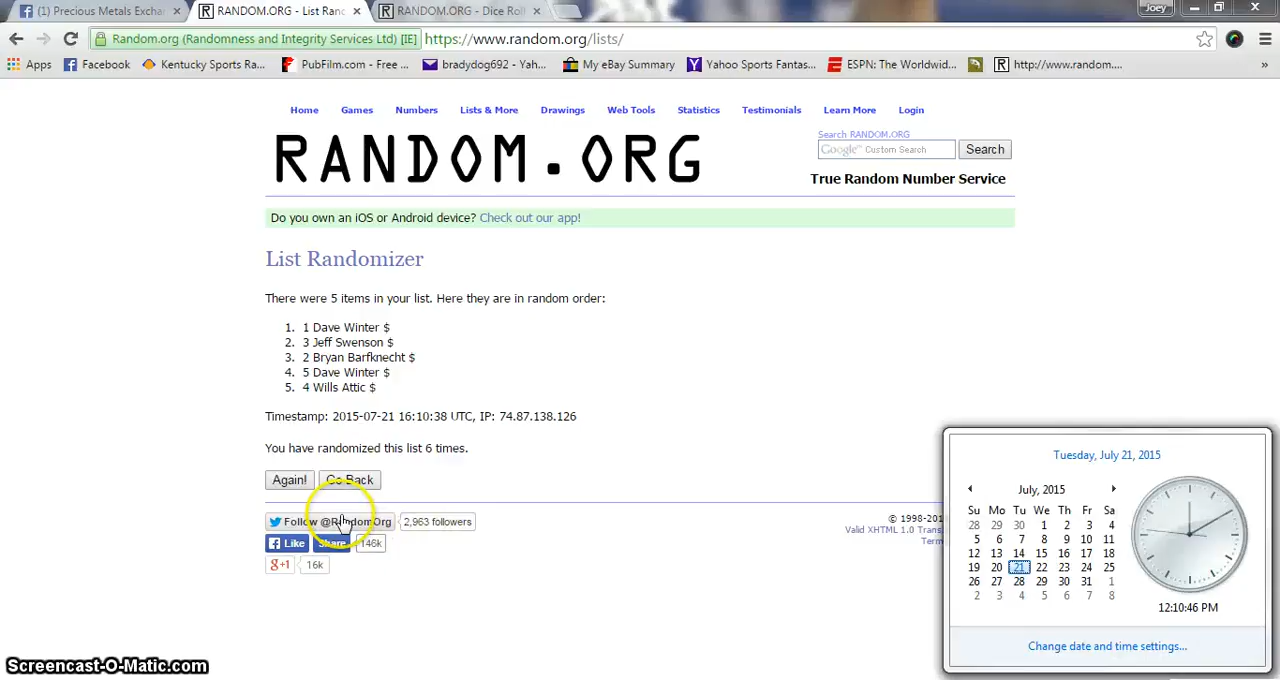 (1) Precious Metals Excha
RANDOM.ORG - List Ranc
RANDOM.ORG - Dice Roll
Joey
Random.org (Randomness and Integrity Services Ltd) [IE]
https://www.random.org/lists/
Apps
Facebook
Kentucky Sports Ra...
PubFilm.com - Free ...
bradydog692 - Yah...
My eBay Summary
Yahoo Sports Fantas...
ESPN: The Worldwid...
http://www.random....
»
Home Games Numbers Lists & More Drawings Web Tools Statistics Testimonials Learn More Login
RANDOM.ORG
Search RANDOM.ORG
Google™ Custom Search
Search
True Random Number Service
Do you own an iOS or Android device? Check out our app!
List Randomizer
There were 5 items in your list. Here they are in random order:
1. 1 Dave Winter $
2. 3 Jeff Swenson $
3. 2 Bryan Barfknecht $
4. 5 Dave Winter $
5. 4 Wills Attic $
Timestamp: 2015-07-21 16:10:38 UTC, IP: 74.87.138.126
You have randomized this list 6 times.
Again! Go Back
Follow @RandomOrg 2,963 followers
Like Share 146k
+1 16k
© 1998-201
Valid XHTML 1.0 Trans
Term
Tuesday, July 21, 2015
July, 2015
Su Mo Tu We Th Fr Sa
28 29 30 1 2 3 4
5 6 7 8 9 10 11
12 13 14 15 16 17 18
19 20 21 22 23 24 25
26 27 28 29 30 31 1
2 3 4 5 6 7 8
12:10:46 PM
Change date and time settings...
Screencast-O-Matic.com